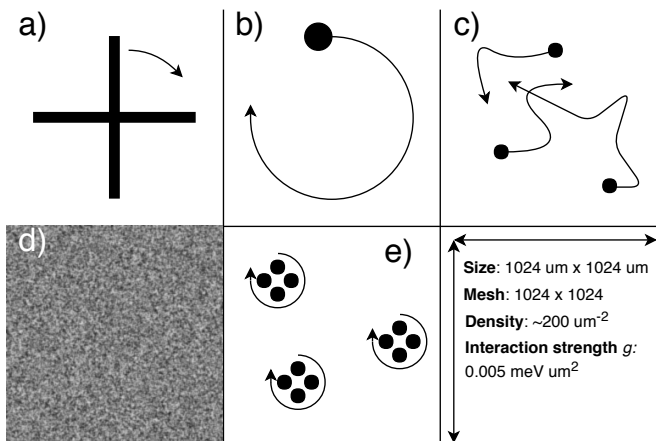 a)
b)
c)
d)
e)
Size: 1024 um x 1024 um
Mesh: 1024 x 1024
Density: ~200 um⁻²
Interaction strength g:
0.005 meV um²